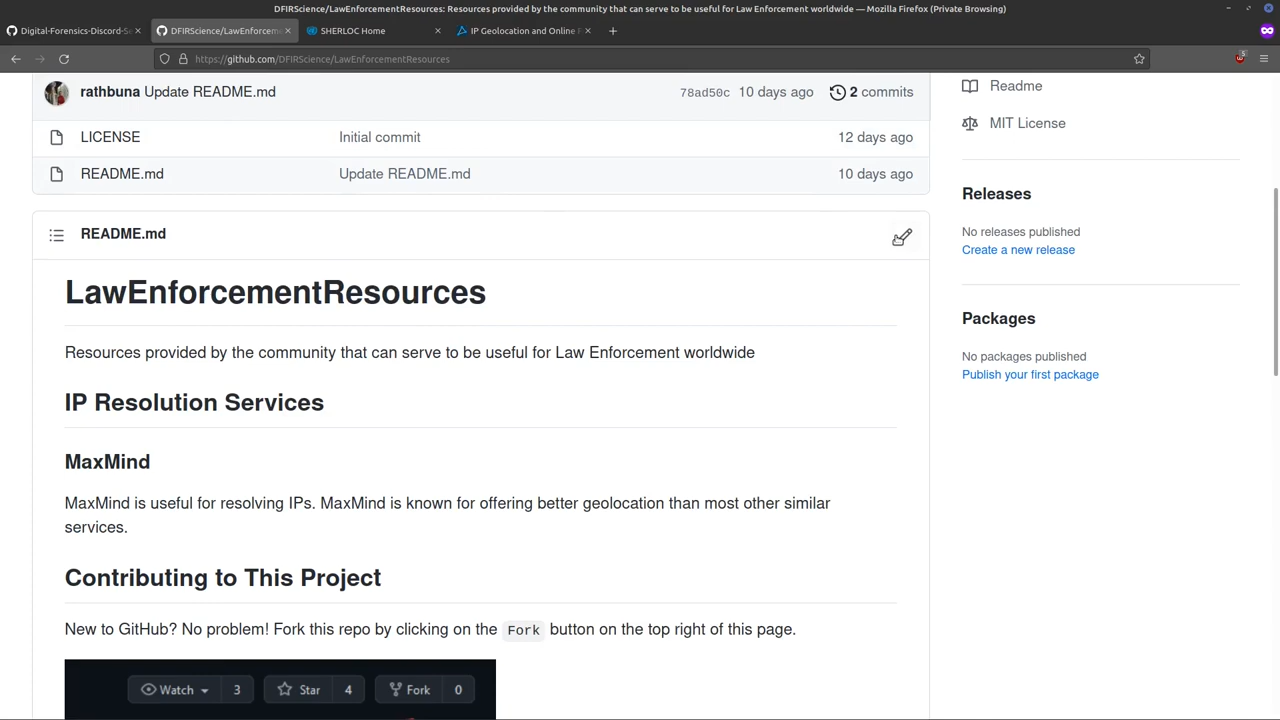 DFIRScience/LawEnforcementResources: Resources provided by the community that can serve to be useful for Law Enforcement worldwide — Mozilla Firefox (Private Browsing)
Digital-Forensics-Discord-Se
DFIRScience/LawEnforcem
SHERLOC Home
IP Geolocation and Online F
https://github.com/DFIRScience/LawEnforcementResources
5
rathbuna Update README.md 78ad50c 10 days ago 2 commits
LICENSE Initial commit 12 days ago
README.md Update README.md 10 days ago
README.md
LawEnforcementResources
Resources provided by the community that can serve to be useful for Law Enforcement worldwide
IP Resolution Services
MaxMind
MaxMind is useful for resolving IPs. MaxMind is known for offering better geolocation than most other similar
services.
Contributing to This Project
New to GitHub? No problem! Fork this repo by clicking on the Fork button on the top right of this page.
Watch 3 Star 4 Fork 0
Readme
MIT License
Releases
No releases published
Create a new release
Packages
No packages published
Publish your first package